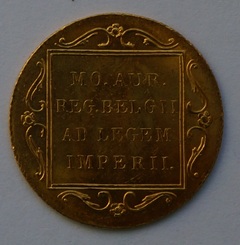 MO. AUR.
REG. BELGII
AD LEGEM
IMPERII.